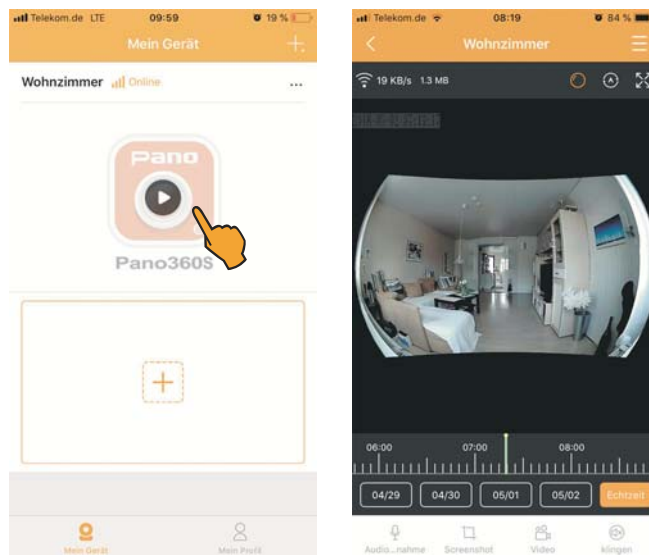 Telekom.de LTE 09:59 19 %
Mein Gerät
Wohnzimmer Online ...
Pano
Pano360S
Mein Gerät Mein Profil
Telekom.de 08:19 84 %
Wohnzimmer
19 KB/s 1.3 MB
06:00 07:00 08:00
04/29 04/30 05/01 05/02 Echtzeit
Audio...nahme Screenshot Video klingen